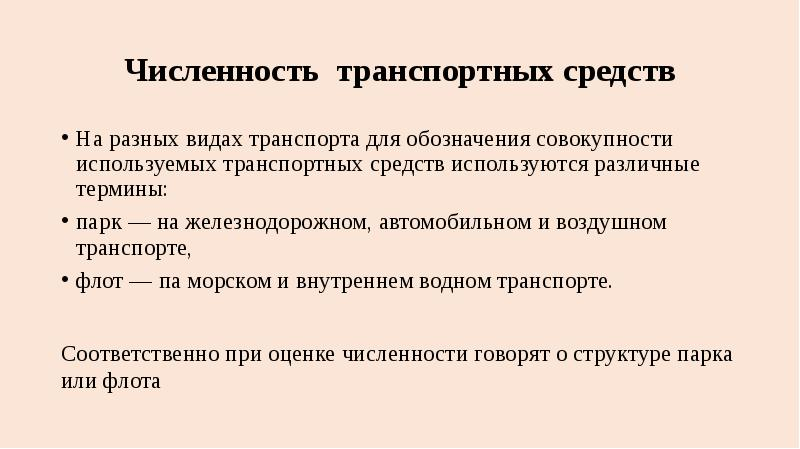 Численность транспортных средств
• На разных видах транспорта для обозначения совокупности
используемых транспортных средств используются различные
термины:
• парк — на железнодорожном, автомобильном и воздушном
транспорте,
• флот — па морском и внутреннем водном транспорте.
Соответственно при оценке численности говорят о структуре парка
или флота